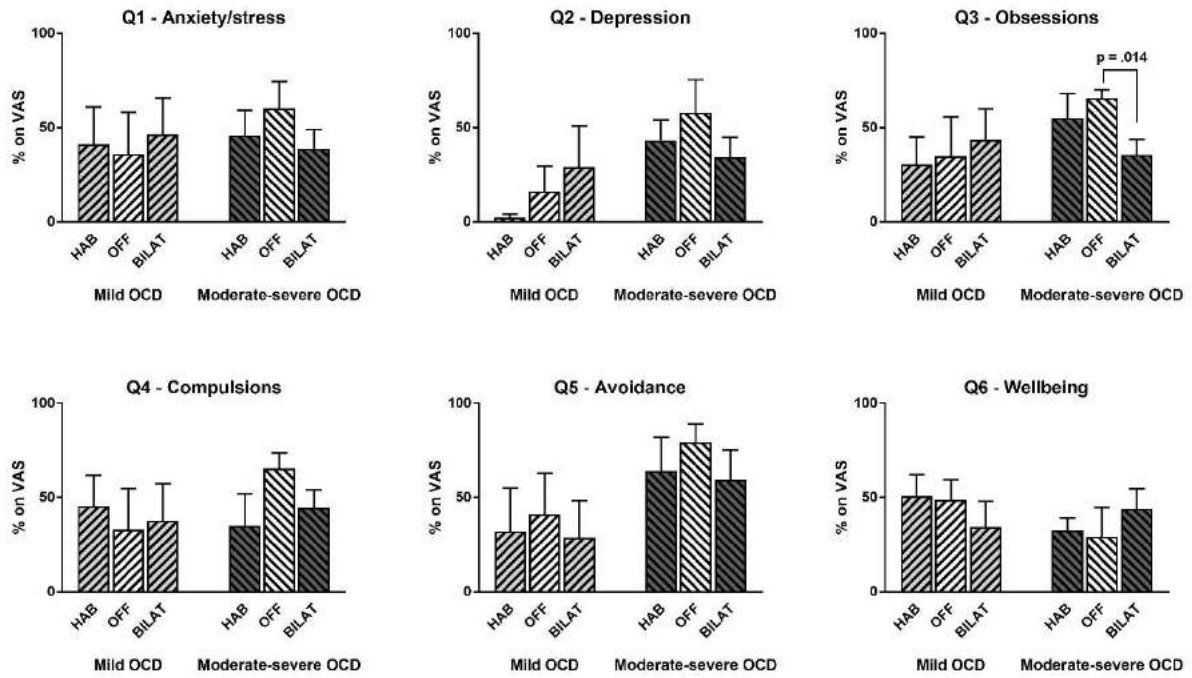 Q1 - Anxiety/stress
100
50
0
% on VAS
HAB
OFF
BILAT
HAB
OFF
BILAT
Mild OCD
Moderate-severe OCD
Q2 - Depression
100
50
0
% on VAS
HAB
OFF
BILAT
HAB
OFF
BILAT
Mild OCD
Moderate-severe OCD
Q3 - Obsessions
p = .014
100
50
0
% on VAS
HAB
OFF
BILAT
HAB
OFF
BILAT
Mild OCD
Moderate-severe OCD
Q4 - Compulsions
100
50
0
% on VAS
HAB
OFF
BILAT
HAB
OFF
BILAT
Mild OCD
Moderate-severe OCD
Q5 - Avoidance
100
50
0
% on VAS
HAB
OFF
BILAT
HAB
OFF
BILAT
Mild OCD
Moderate-severe OCD
Q6 - Wellbeing
100
50
0
% on VAS
HAB
OFF
BILAT
HAB
OFF
BILAT
Mild OCD
Moderate-severe OCD